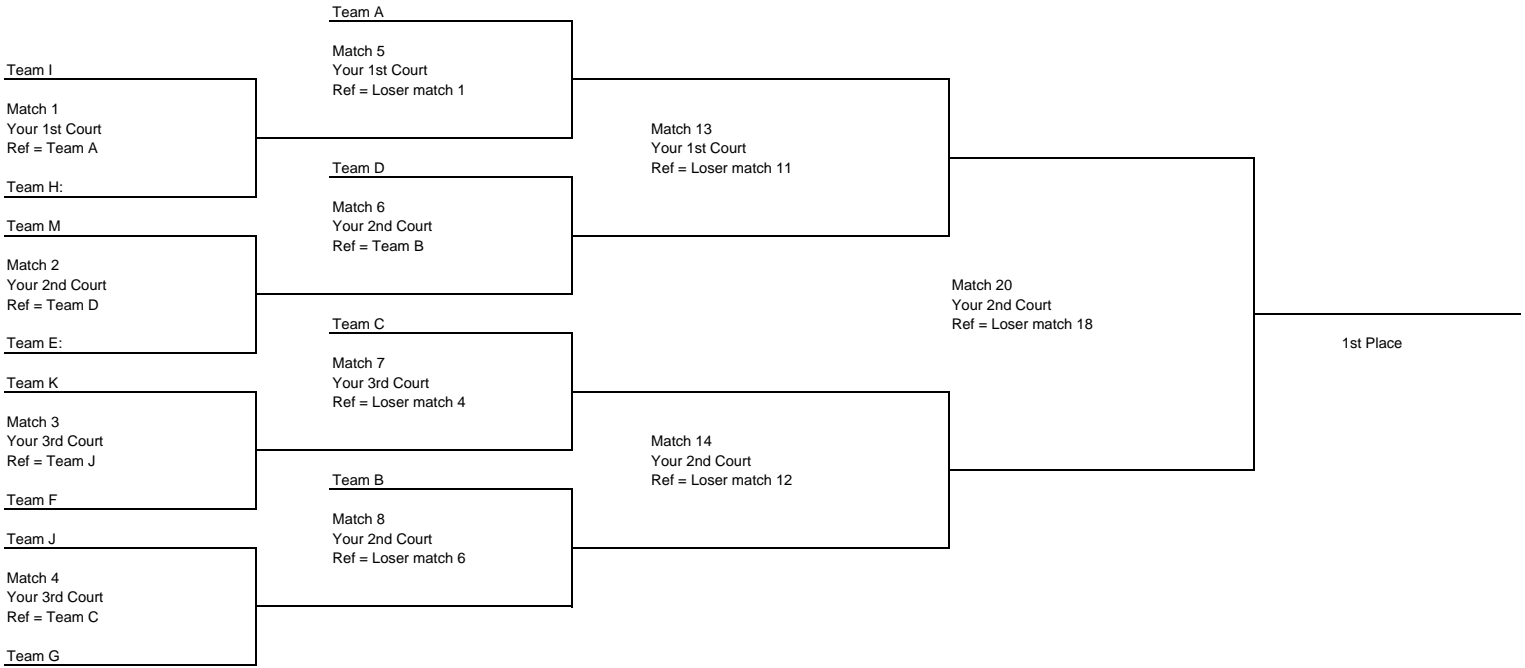 Team I
Match 1
Your 1st Court
Ref = Team A
Team H:
Team M
Match 2
Your 2nd Court
Ref = Team D
Team E:
Team K
Match 3
Your 3rd Court
Ref = Team J
Team F
Team J
Match 4
Your 3rd Court
Ref = Team C
Team G
Team A
Match 5
Your 1st Court
Ref = Loser match 1
Team D
Match 6
Your 2nd Court
Ref = Team B
Team C
Match 7
Your 3rd Court
Ref = Loser match 4
Team B
Match 8
Your 2nd Court
Ref = Loser match 6
Match 13
Your 1st Court
Ref = Loser match 11
Match 14
Your 2nd Court
Ref = Loser match 12
Match 20
Your 2nd Court
Ref = Loser match 18
1st Place